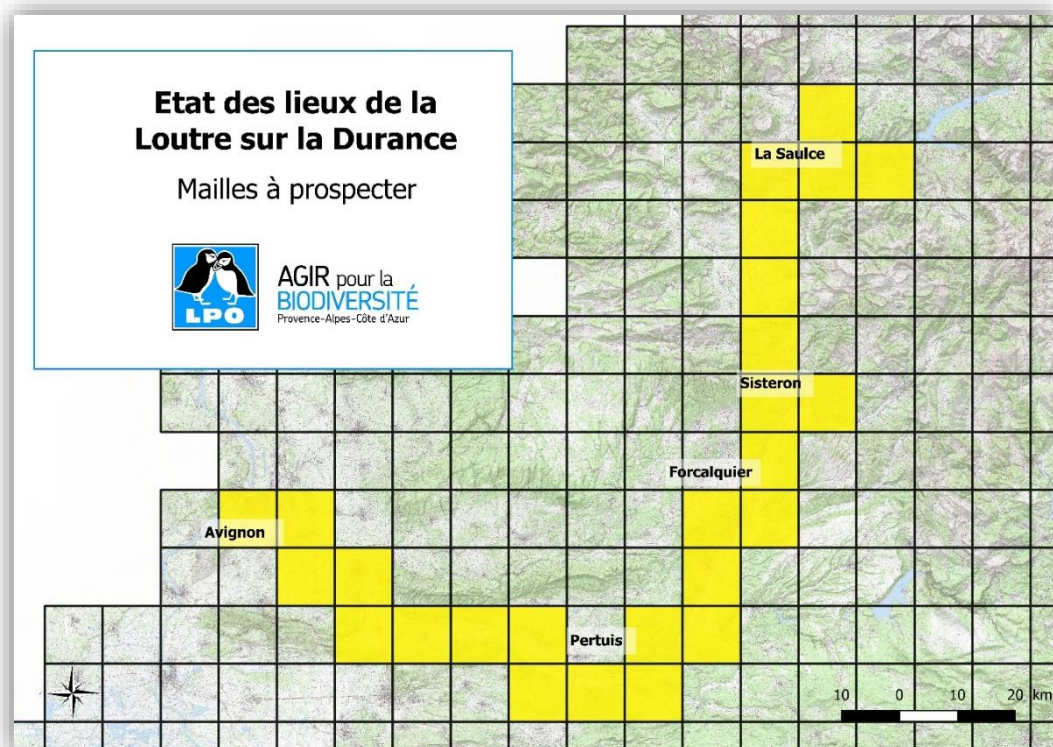 Etat des lieux de la
Loutre sur la Durance
Mailles à prospecter
LPO
AGIR pour la
BIODIVERSITÉ
Provence-Alpes-Côte d'Azur
La Saulce
Sisteron
Forcalquier
Avignon
Pertuis
10 0 10 20 km